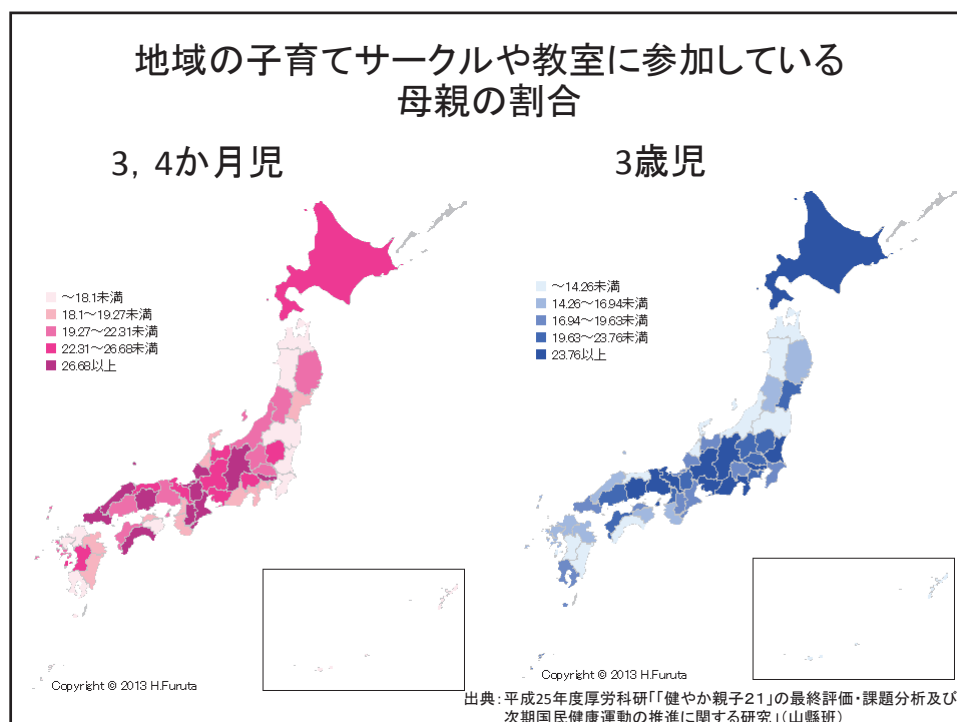 地域の子育てサークルや教室に参加している
母親の割合
3，4か月児
3歳児
～18.1未満
18.1～19.27未満
19.27～22.31未満
22.31～26.68未満
26.68以上
～14.26未満
14.26～16.94未満
16.94～19.63未満
19.63～23.76未満
23.76以上
Copyright © 2013 H.Furuta
Copyright © 2013 H.Furuta
出典：平成25年度厚労科研「「健やか親子21」の最終評価・課題分析及び
次期国民健康運動の推進に関する研究」（山縣班）